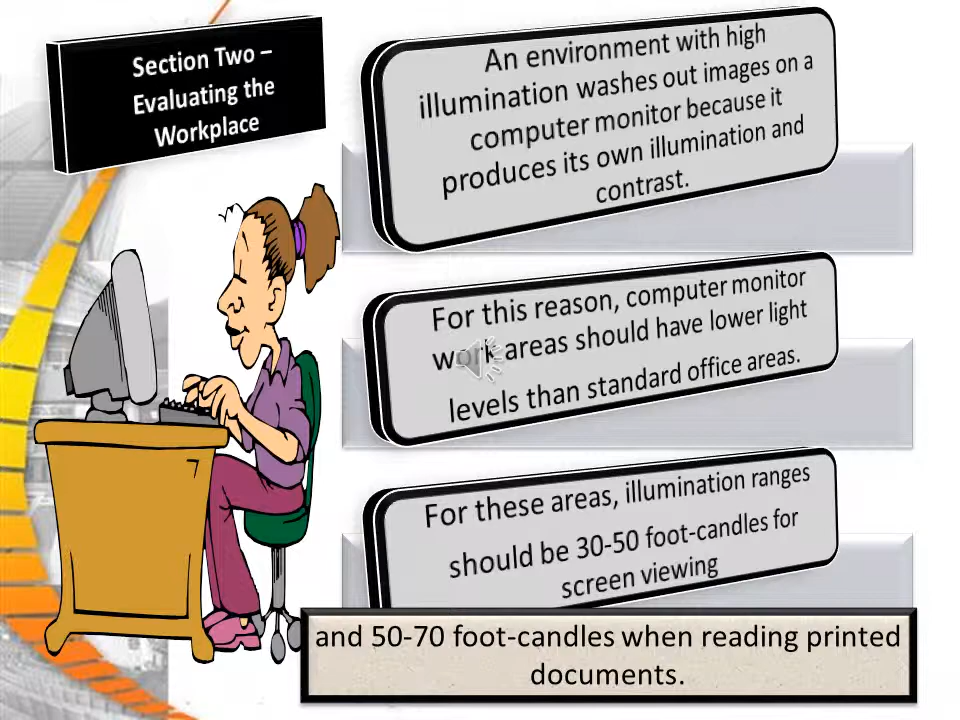 Section Two –
Evaluating the
Workplace
An environment with high
illumination washes out images on a
computer monitor because it
produces its own illumination and
contrast.
For this reason, computer monitor
work areas should have lower light
levels than standard office areas.
For these areas, illumination ranges
should be 30-50 foot-candles for
screen viewing
and 50-70 foot-candles when reading printed
documents.